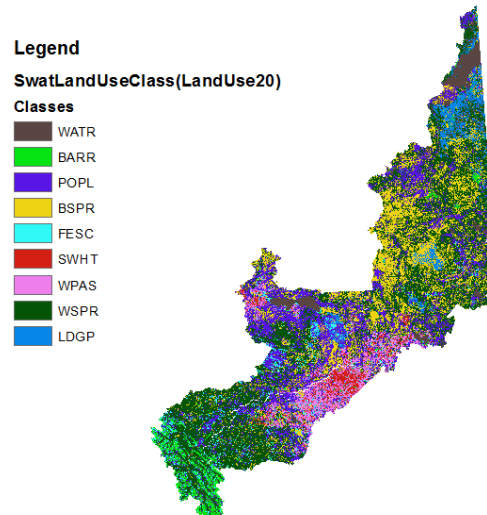 Legend
SwatLandUseClass(LandUse20)
Classes
WATR
BARR
POPL
BSPR
FESC
SWHT
WPAS
WSPR
LDGP